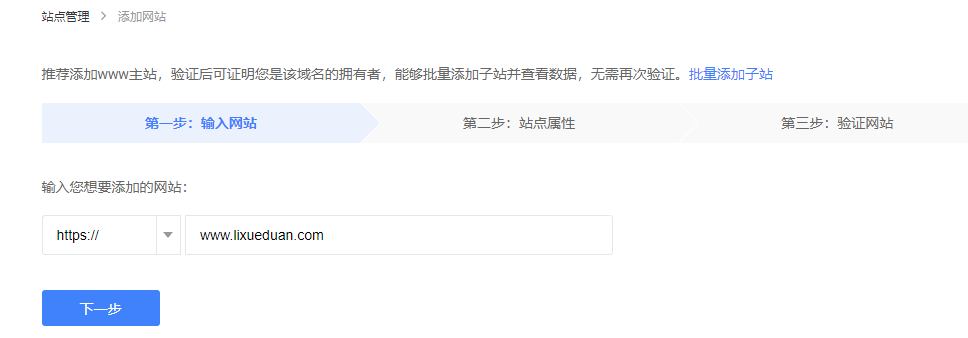 站点管理 > 添加网站
推荐添加www主站，验证后可证明您是该域名的拥有者，能够批量添加子站并查看数据，无需再次验证。批量添加子站
第一步：输入网站 第二步：站点属性 第三步：验证网站
输入您想要添加的网站：
https:// www.lixueduan.com
下一步